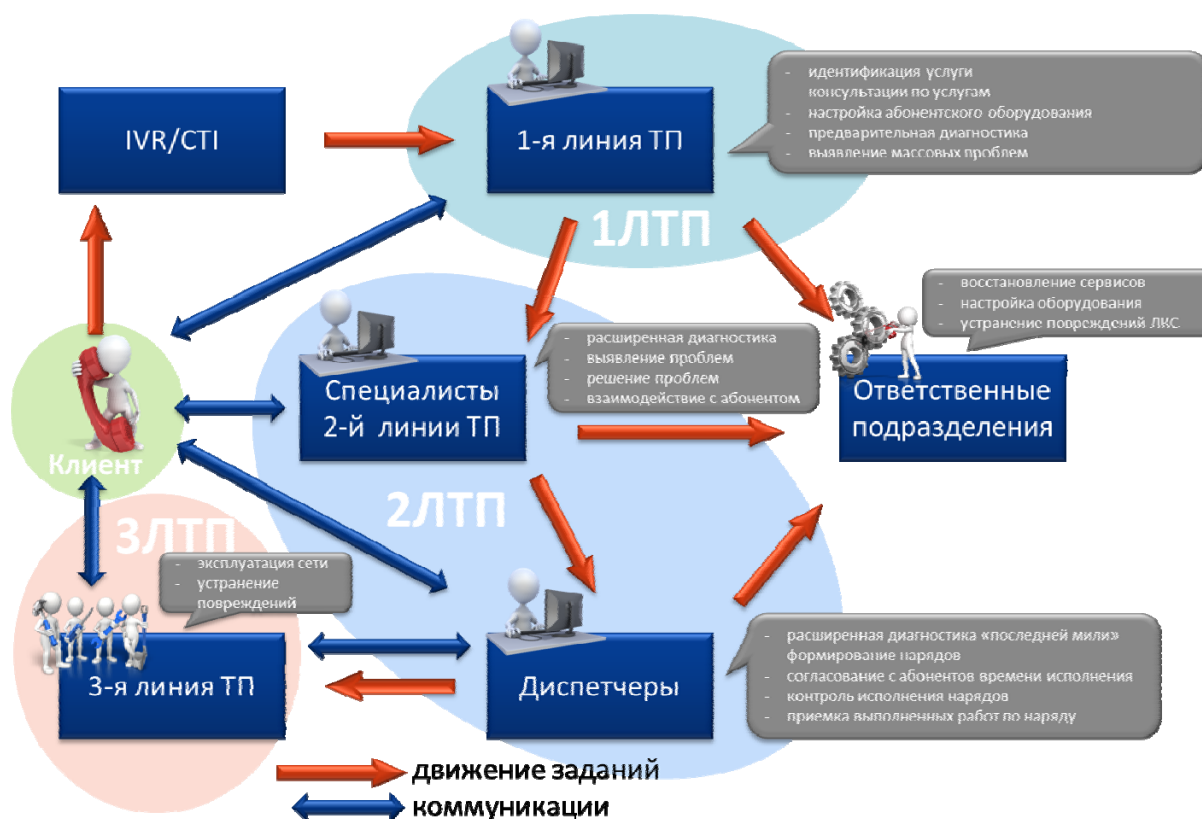 IVR/CTI
1-я линия ТП
- идентификация услуги
консультации по услугам
- настройка абонентского оборудования
- предварительная диагностика
- выявление массовых проблем
1ЛТП
- восстановление сервисов
- настройка оборудования
- устранение повреждений ЛКС
Клиент
Специалисты
2-й линии ТП
- расширенная диагностика
- выявление проблем
- решение проблем
- взаимодействие с абонентом
Ответственные
подразделения
2ЛТП
3ЛТП
- эксплуатация сети
- устранение
повреждений
3-я линия ТП
Диспетчеры
- расширенная диагностика «последней мили»
формирование нарядов
- согласование с абонентов времени исполнения
- контроль исполнения нарядов
- приемка выполненных работ по наряду
движение заданий
коммуникации